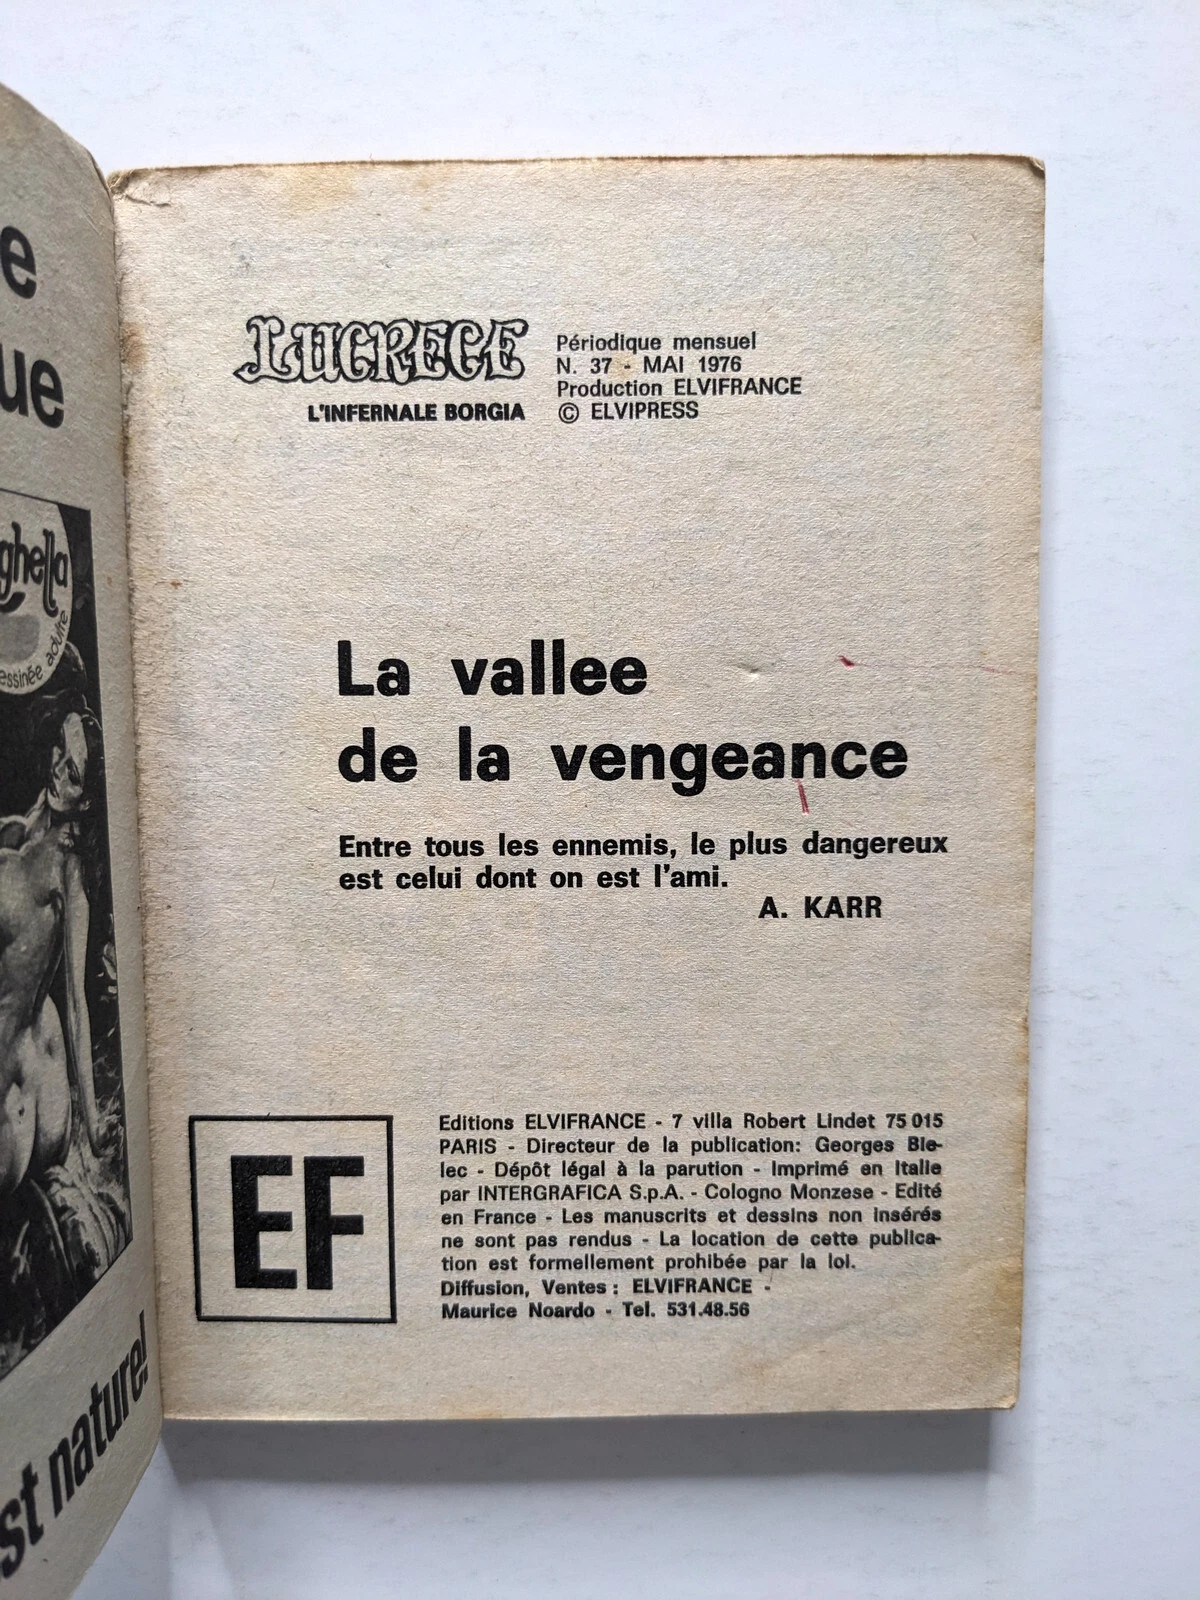 e
ue
ghella
essinée adulte
st nature!
LUCRECE
L'INFERNALE BORGIA
Périodique mensuel
N. 37 - MAI 1976
Production ELVIFRANCE
© ELVIPRESS
La vallee
de la vengeance
Entre tous les ennemis, le plus dangereux
est celui dont on est l'ami.
A. KARR
EF
Editions ELVIFRANCE - 7 villa Robert Lindet 75 015
PARIS - Directeur de la publication: Georges Bie-
lec - Dépôt légal à la parution - Imprimé en Italie
par INTERGRAFICA S.p.A. - Cologno Monzese - Edité
en France - Les manuscrits et dessins non insérés
ne sont pas rendus - La location de cette publica-
tion est formellement prohibée par la loi.
Diffusion, Ventes : ELVIFRANCE -
Maurice Noardo - Tel. 531.48.56